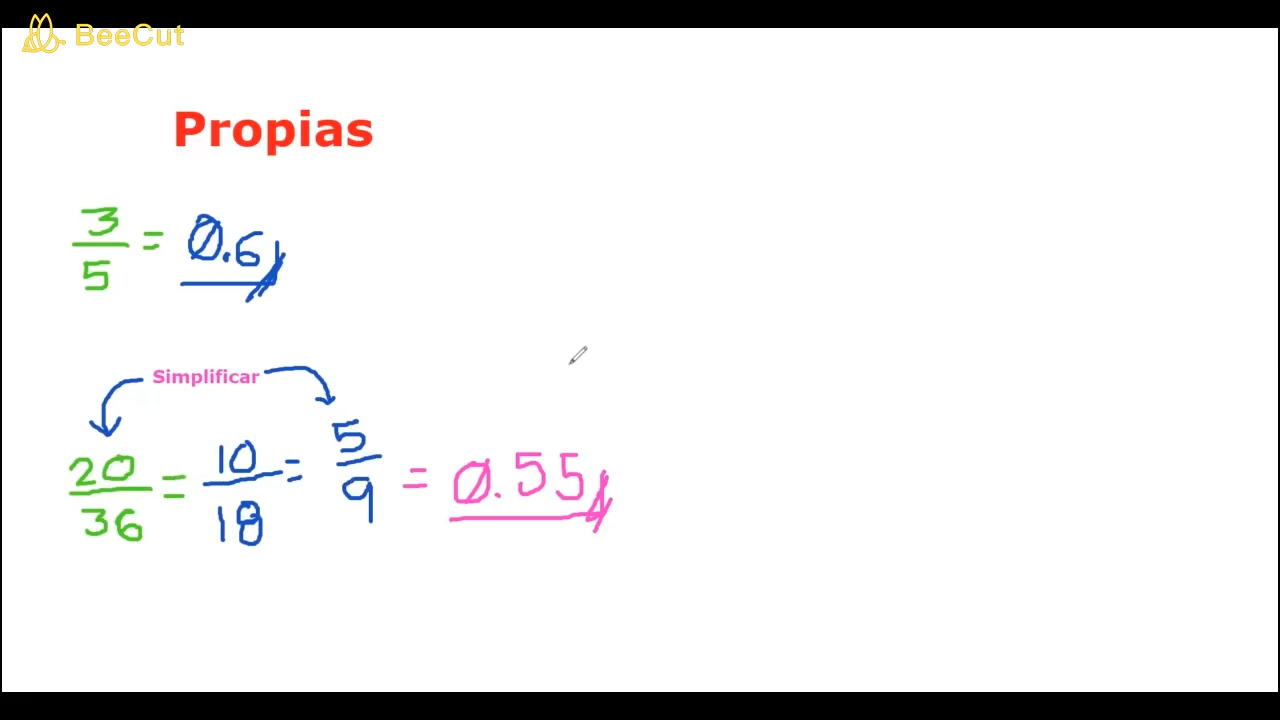 BeeCut
Propias
3/5 = 0.6
Simplificar
20/36 = 10/18 = 5/9 = 0.55